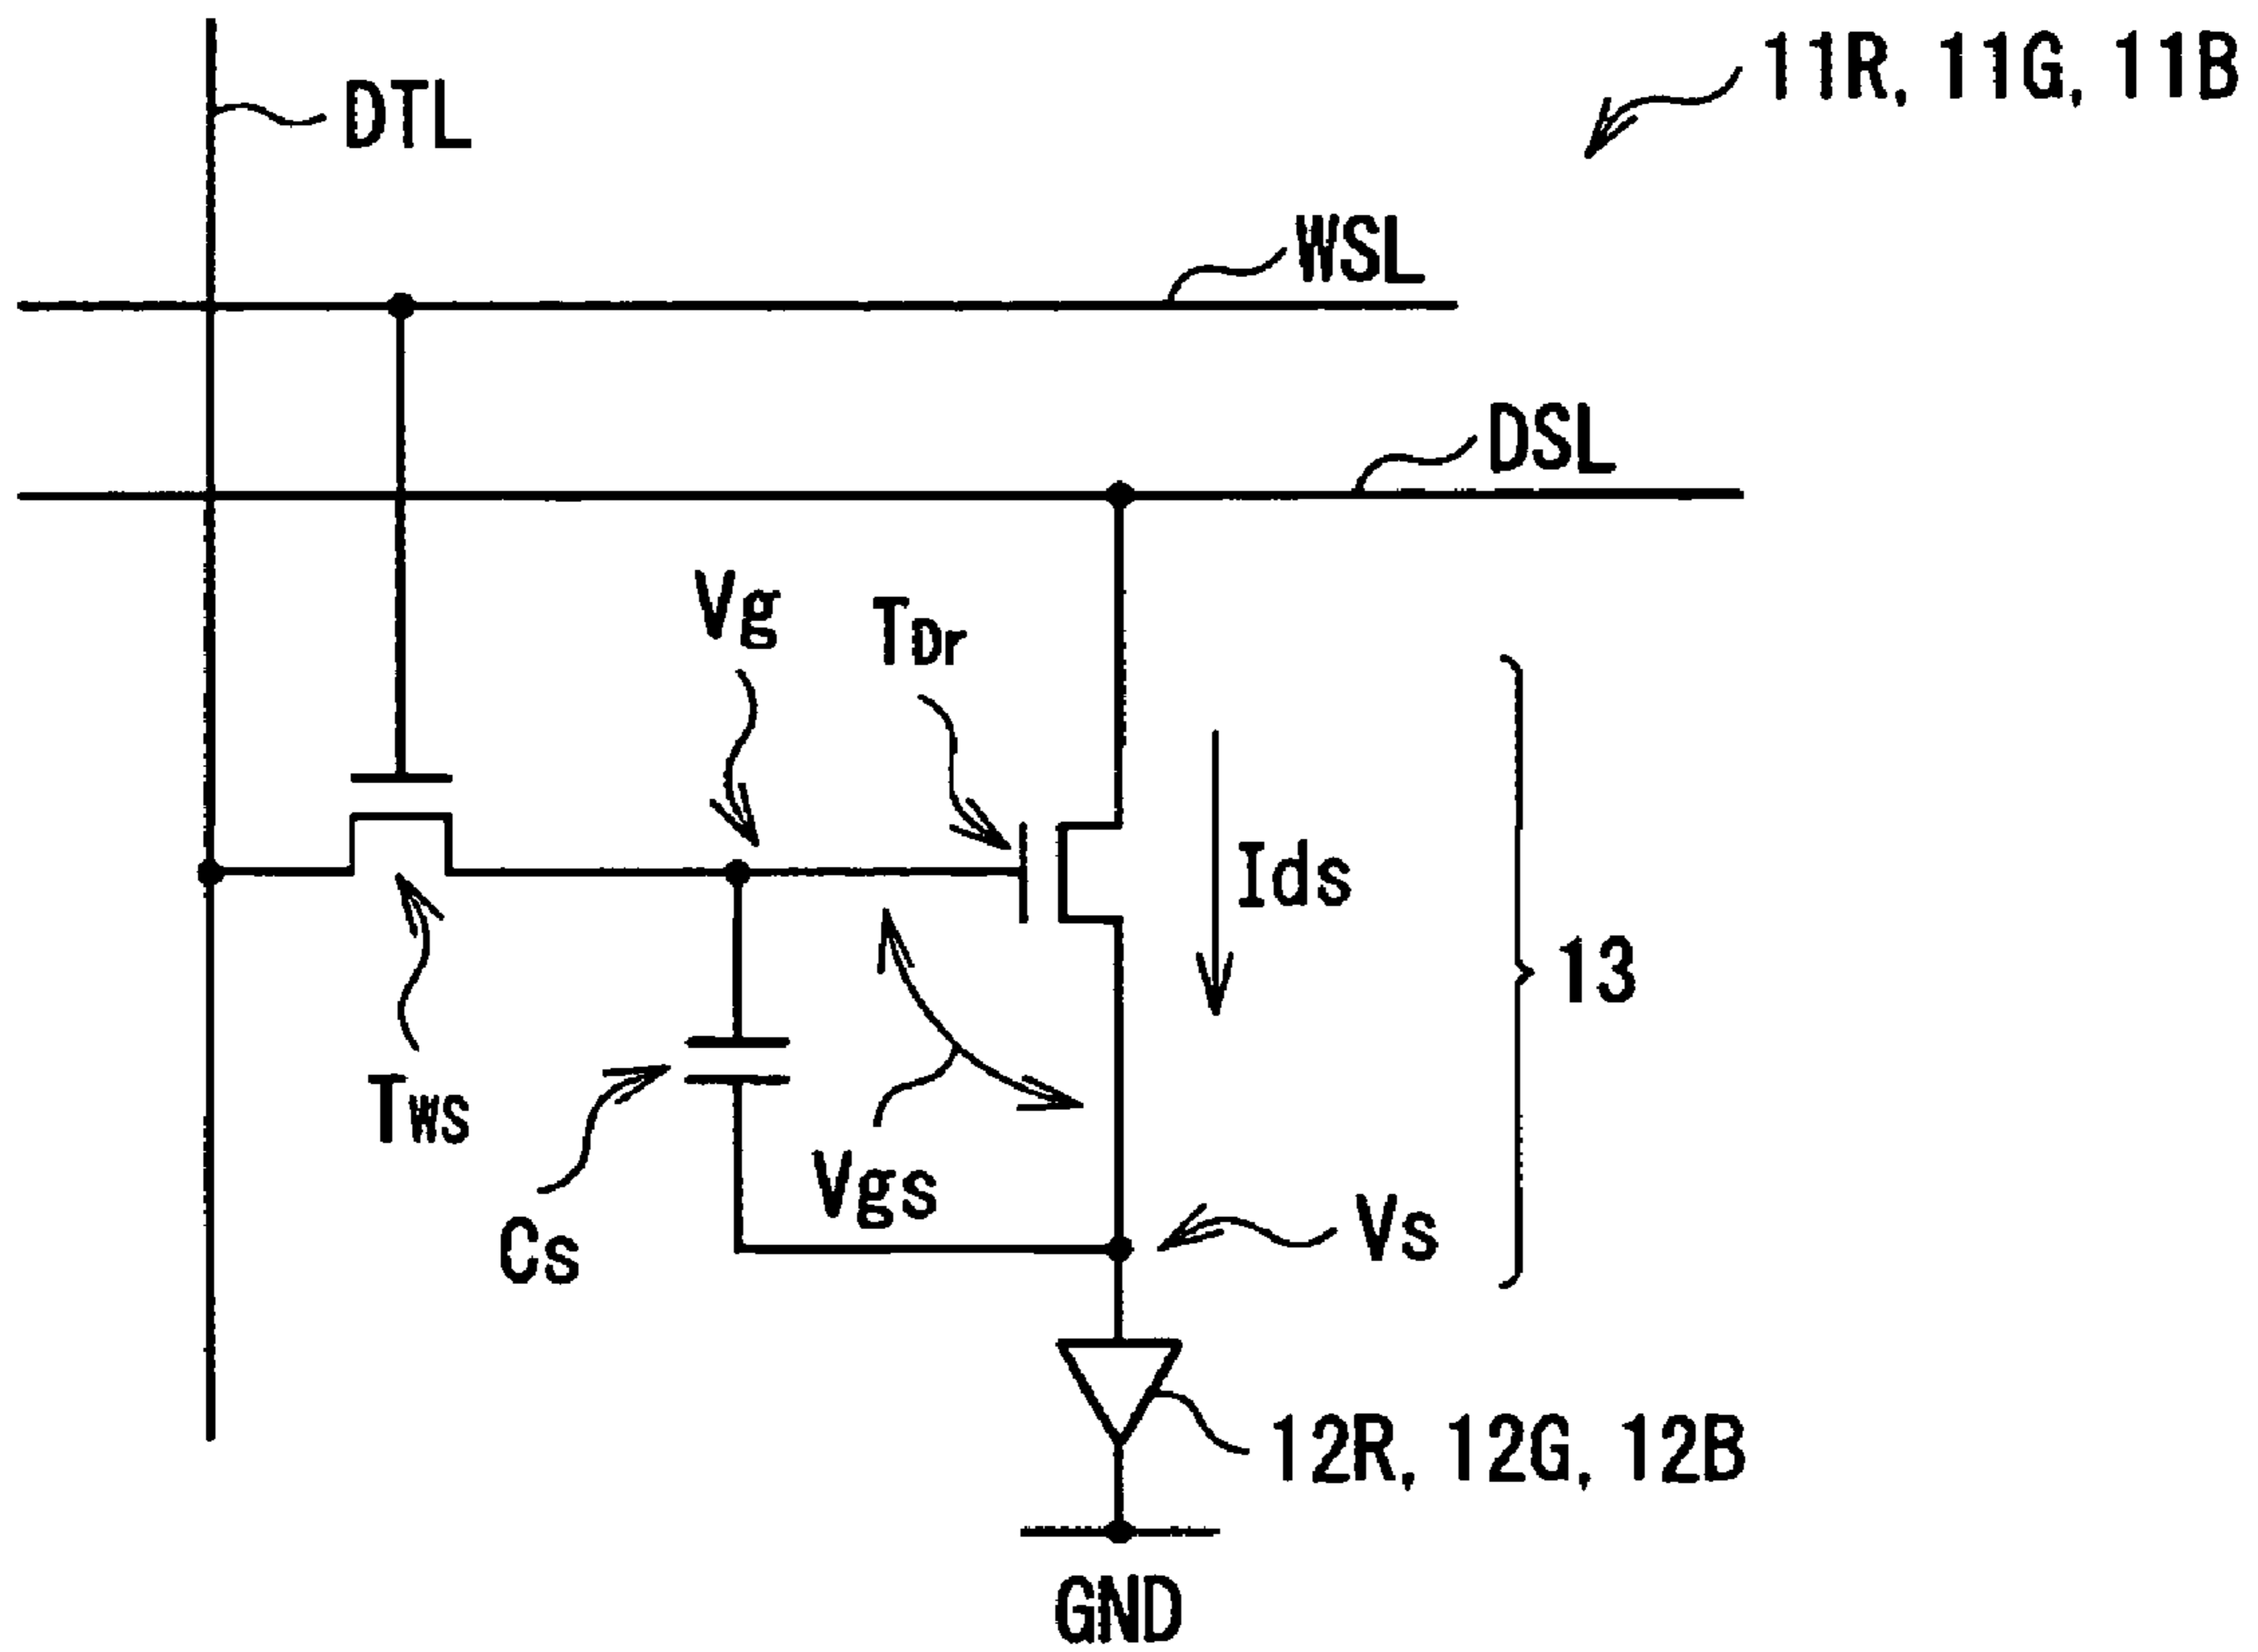 11R, 11G, 11B
DTL
WSL
DSL
Vg
TDr
Ids
13
Tws
Vgs
Cs
Vs
12R, 12G, 12B
GND